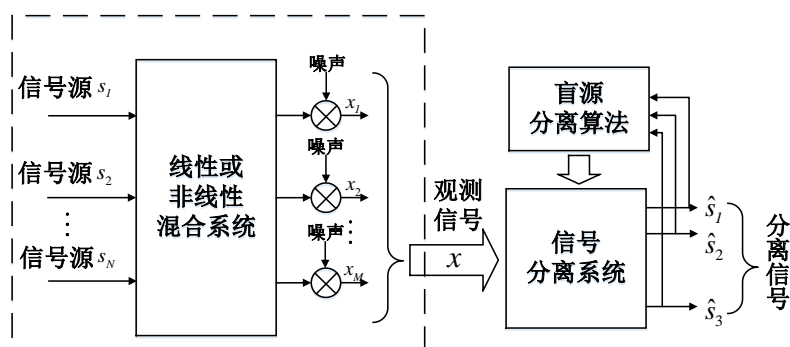 信号源 s1
噪声
x1
信号源 s2
噪声
x2
⋮
⋮
信号源 sN
噪声
xM
线性或
非线性
混合系统
观测
信号
x
盲源
分离算法
信号
分离系统
ŝ1
ŝ2
ŝ3
分离信号